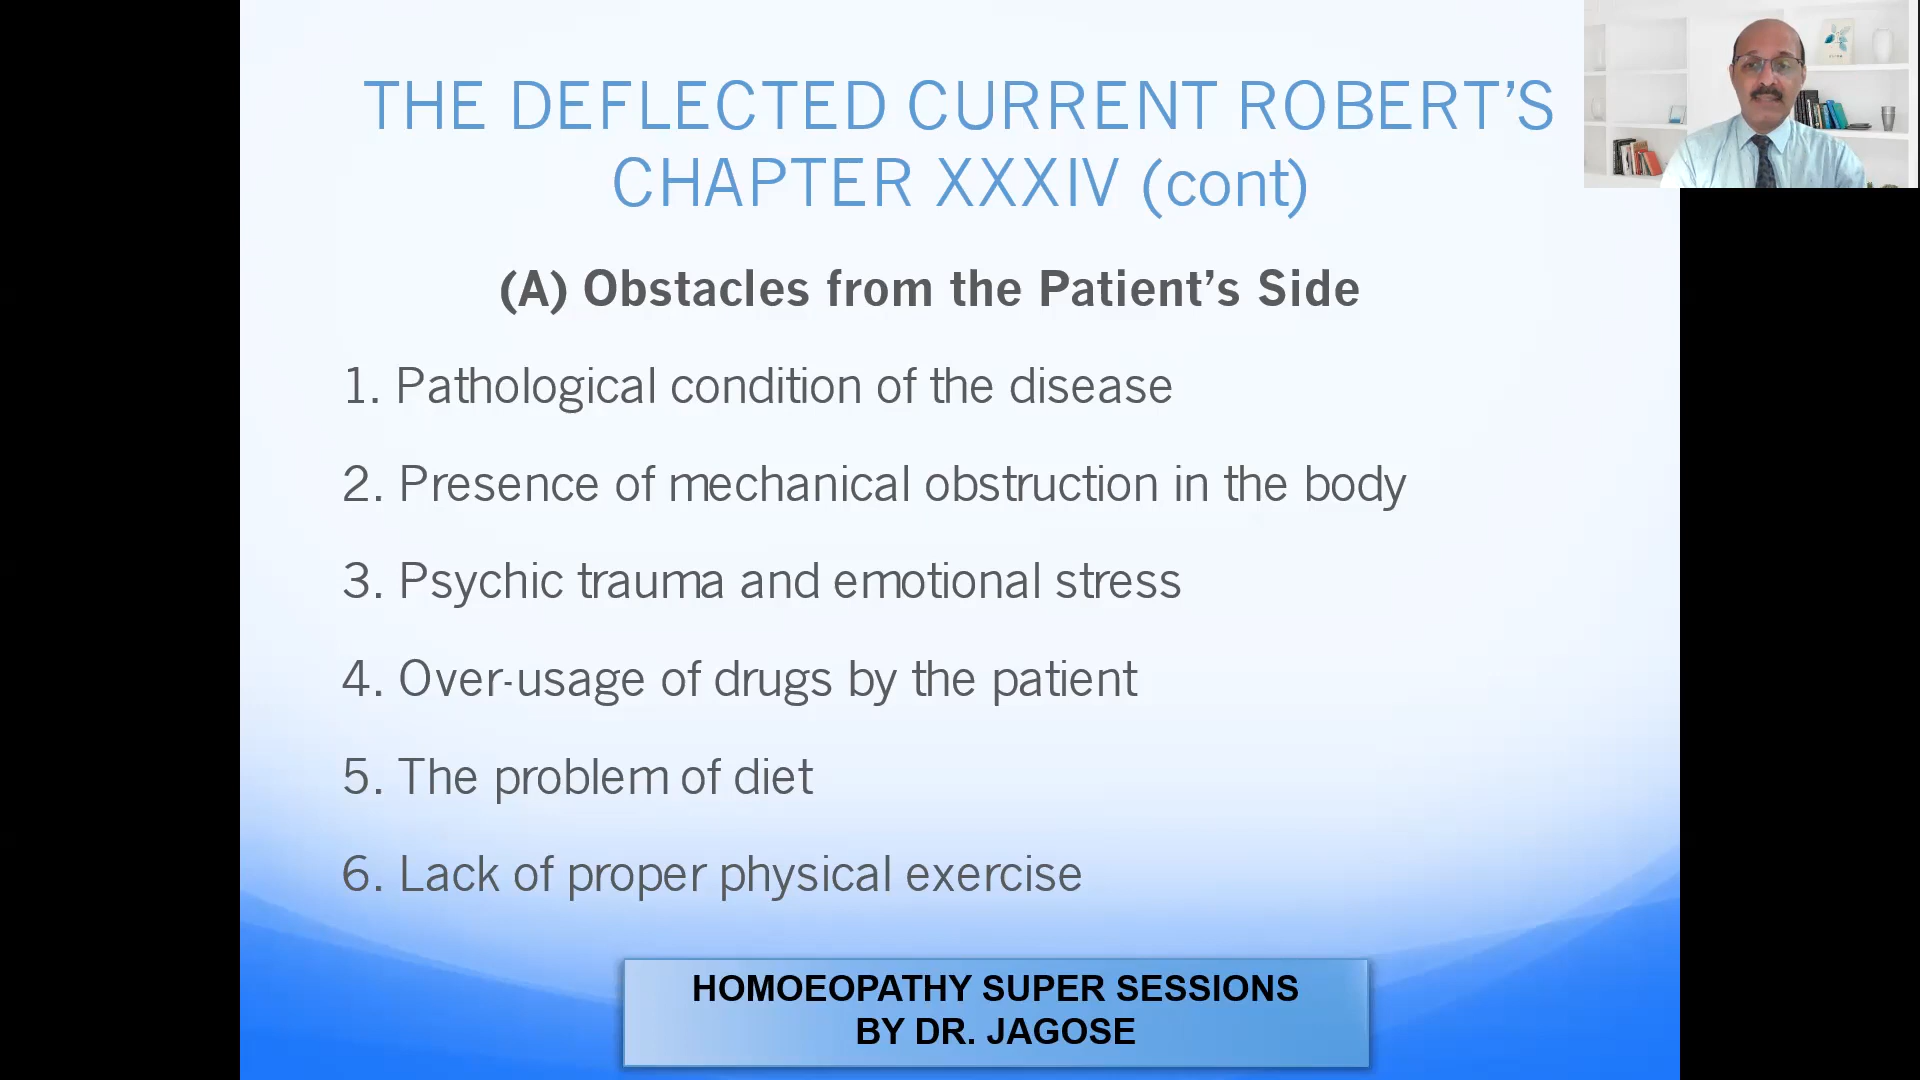 THE DEFLECTED CURRENT ROBERT’S
CHAPTER XXXIV (cont)
(A) Obstacles from the Patient’s Side
1. Pathological condition of the disease
2. Presence of mechanical obstruction in the body
3. Psychic trauma and emotional stress
4. Over-usage of drugs by the patient
5. The problem of diet
6. Lack of proper physical exercise
HOMOEOPATHY SUPER SESSIONS
BY DR. JAGOSE